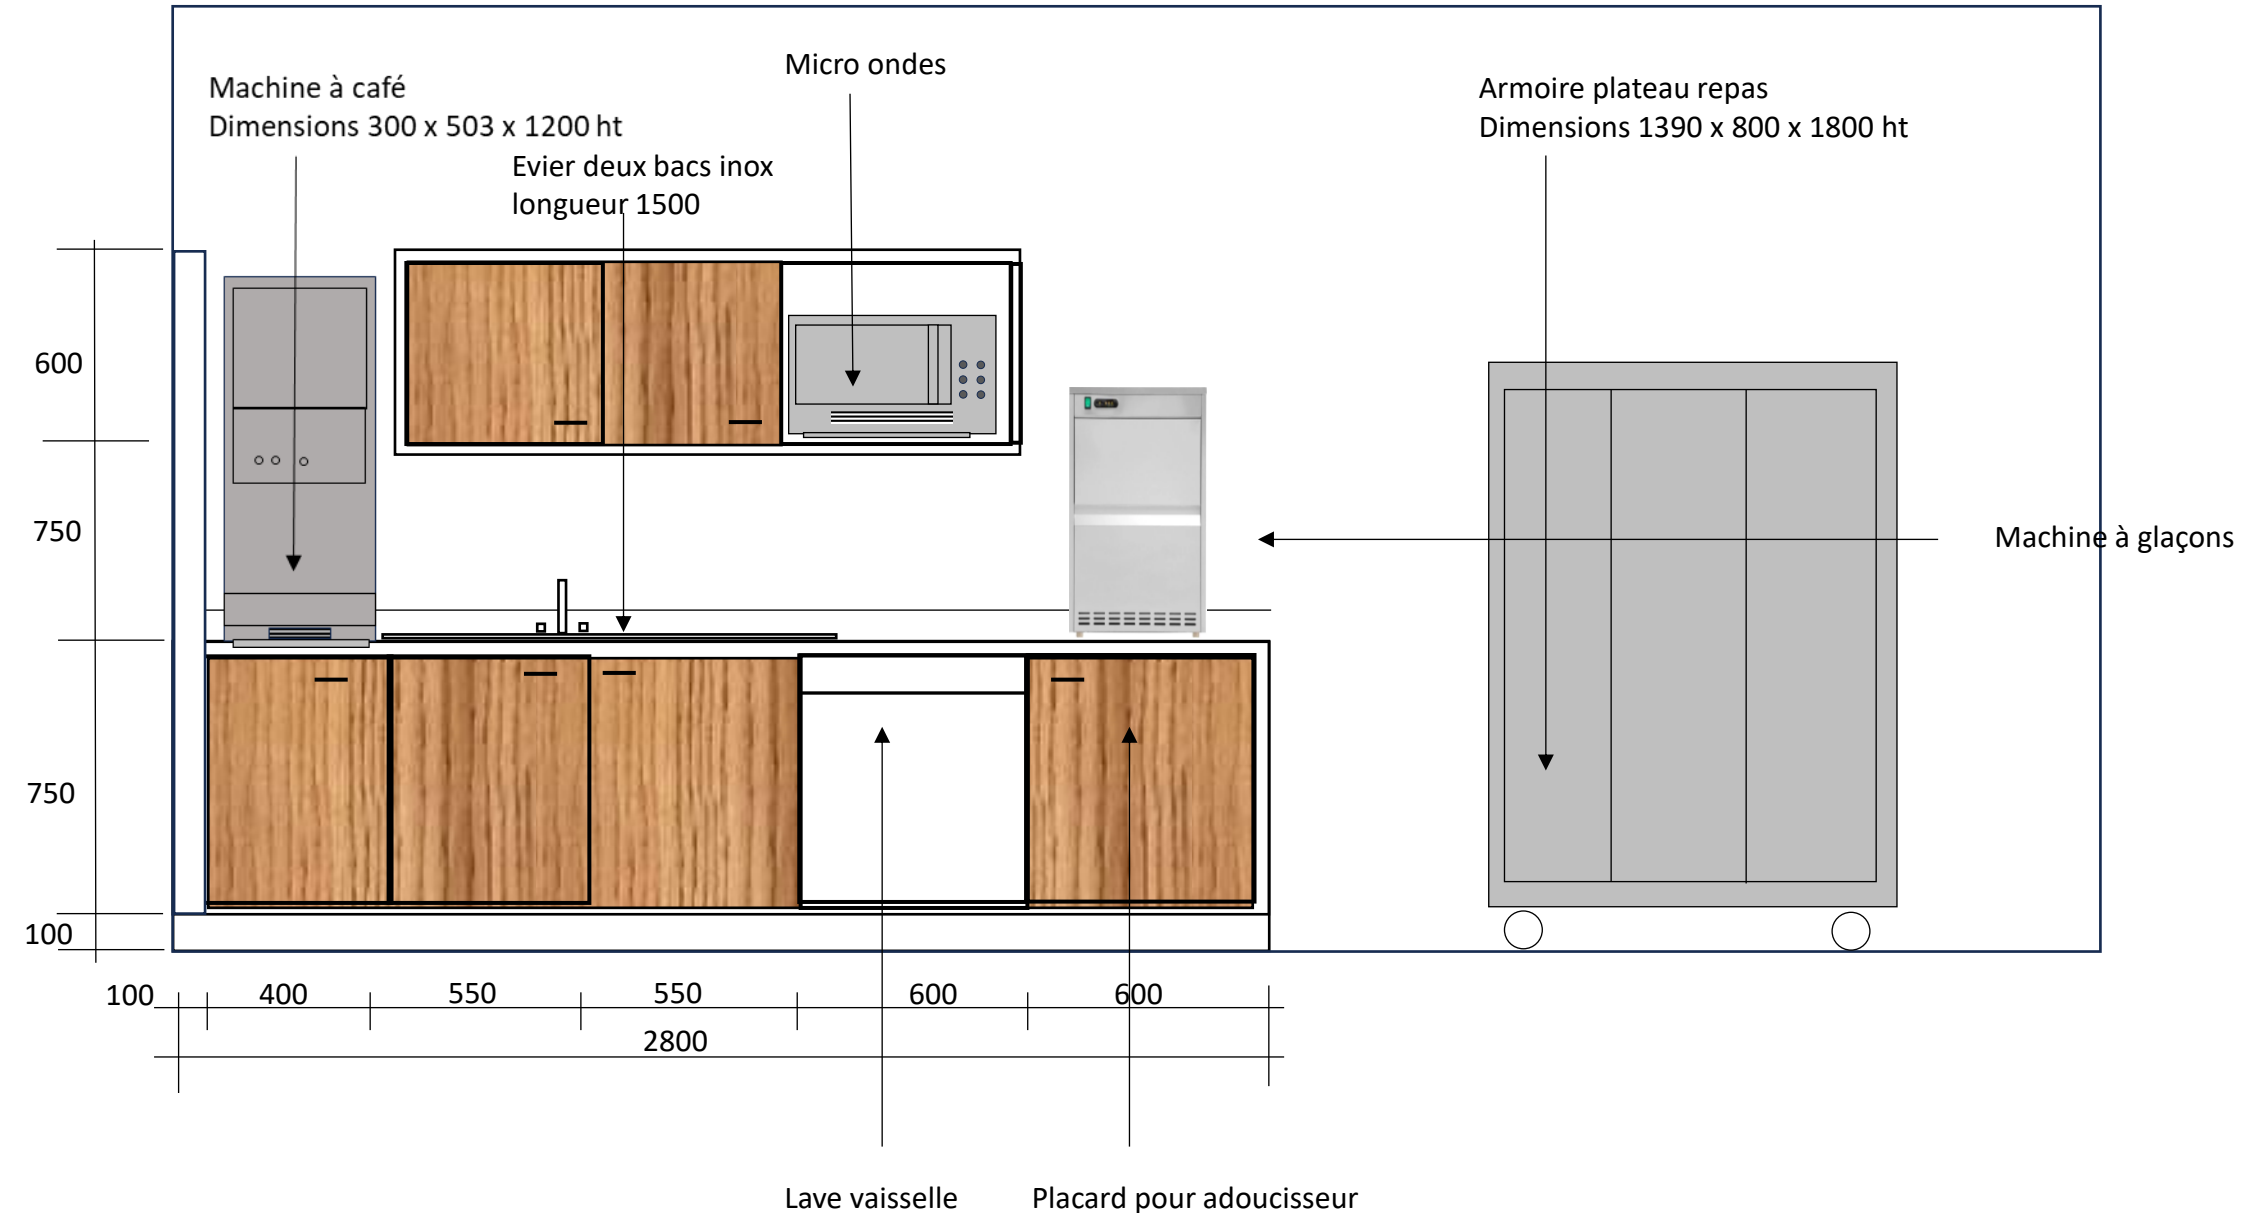 Micro ondes
Machine à café
Dimensions 300 x 503 x 1200 ht
Armoire plateau repas
Dimensions 1390 x 800 x 1800 ht
Evier deux bacs inox
longueur 1500
600
750
Machine à glaçons
750
100
100 400 550 550 600 600
2800
Lave vaisselle
Placard pour adoucisseur